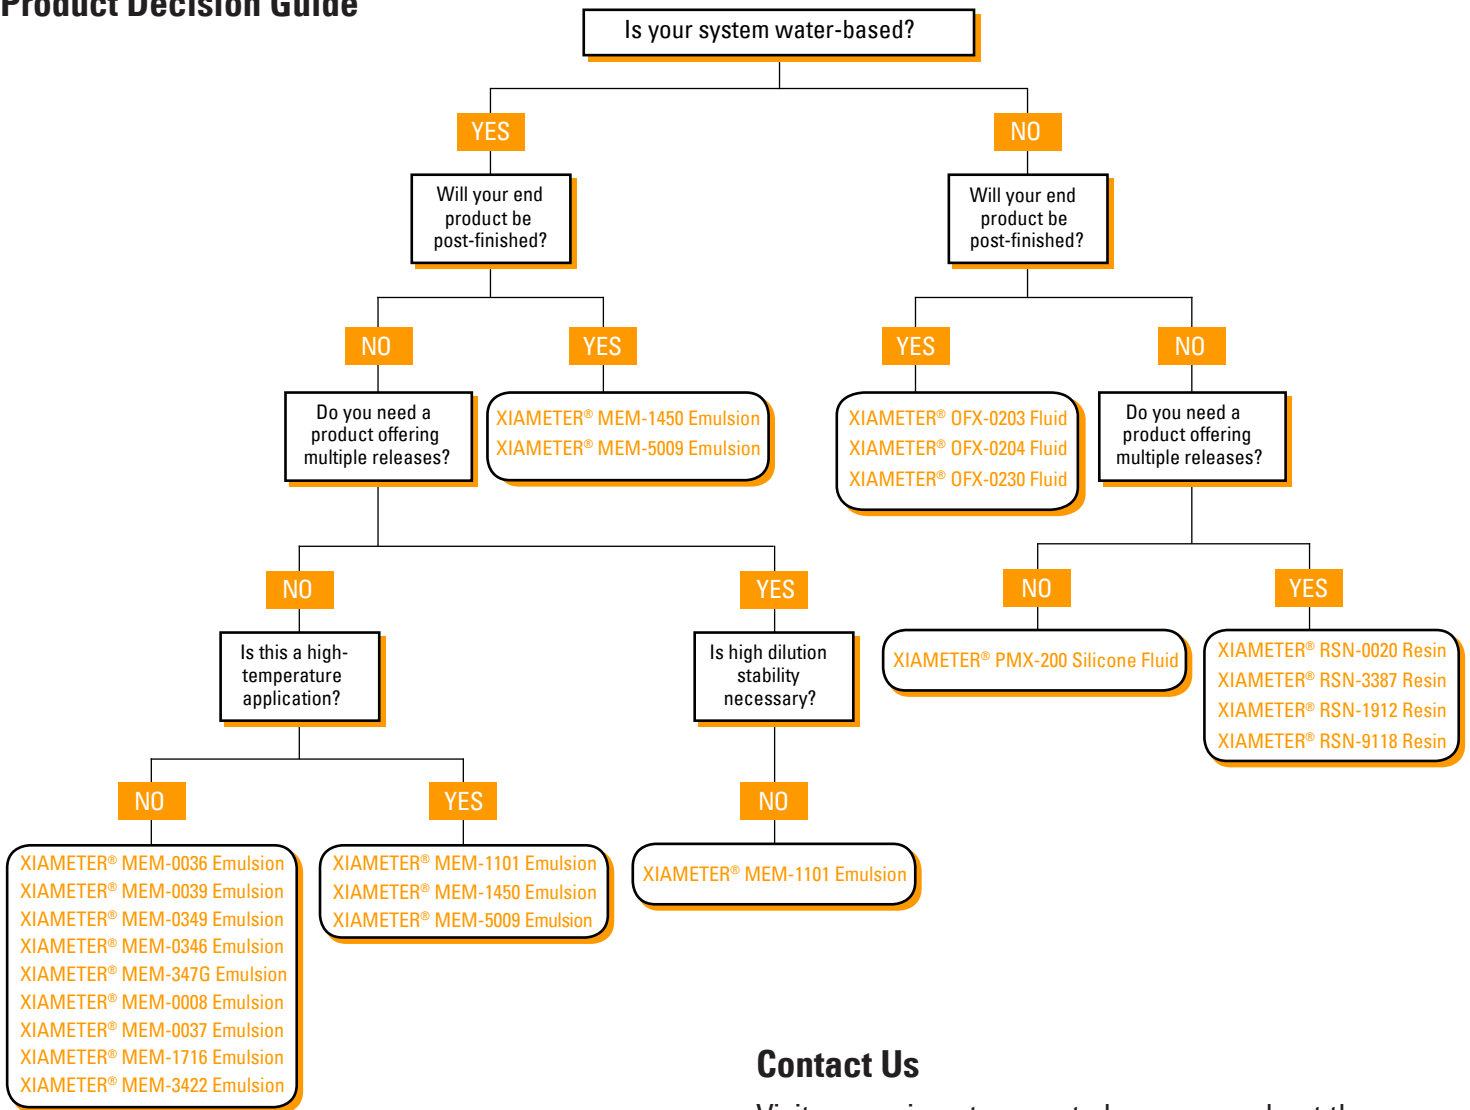 Product Decision Guide
Is your system water-based?
YES
NO
Will your end
product be
post-finished?
Will your end
product be
post-finished?
NO
YES
YES
NO
Do you need a
product offering
multiple releases?
XIAMETER® MEM-1450 Emulsion
XIAMETER® MEM-5009 Emulsion
XIAMETER® OFX-0203 Fluid
XIAMETER® OFX-0204 Fluid
XIAMETER® OFX-0230 Fluid
Do you need a
product offering
multiple releases?
NO
YES
NO
YES
Is this a high-
temperature
application?
Is high dilution
stability
necessary?
XIAMETER® PMX-200 Silicone Fluid
XIAMETER® RSN-0020 Resin
XIAMETER® RSN-3387 Resin
XIAMETER® RSN-1912 Resin
XIAMETER® RSN-9118 Resin
NO
YES
NO
XIAMETER® MEM-0036 Emulsion
XIAMETER® MEM-0039 Emulsion
XIAMETER® MEM-0349 Emulsion
XIAMETER® MEM-0346 Emulsion
XIAMETER® MEM-347G Emulsion
XIAMETER® MEM-0008 Emulsion
XIAMETER® MEM-0037 Emulsion
XIAMETER® MEM-1716 Emulsion
XIAMETER® MEM-3422 Emulsion
XIAMETER® MEM-1101 Emulsion
XIAMETER® MEM-1450 Emulsion
XIAMETER® MEM-5009 Emulsion
XIAMETER® MEM-1101 Emulsion
Contact Us